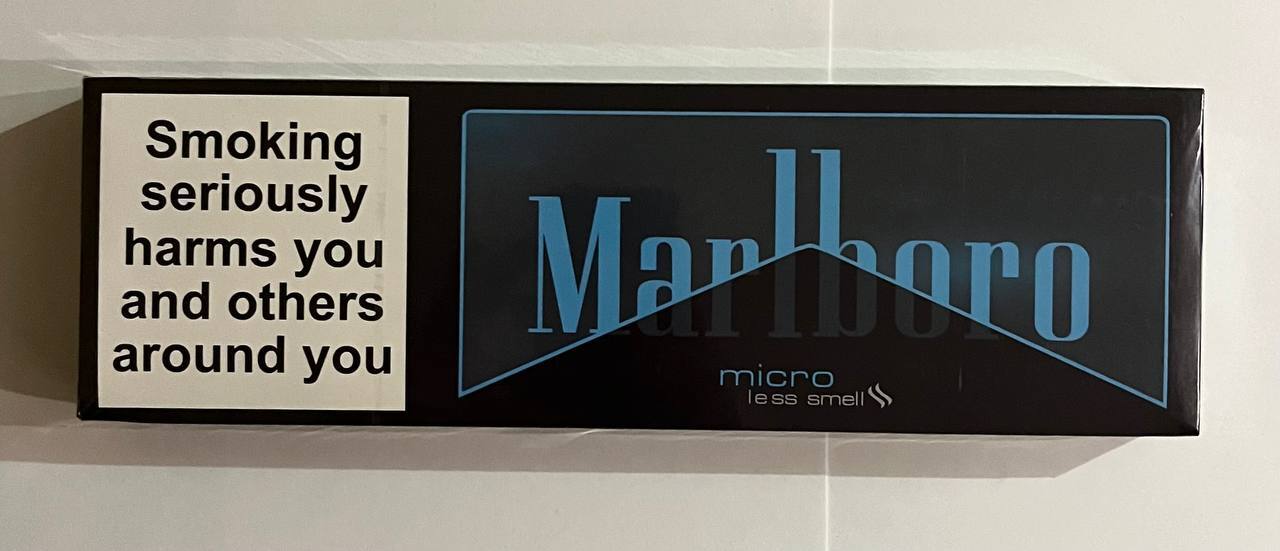 Smoking
seriously
harms you
and others
around you
Marlboro
micro
less smell